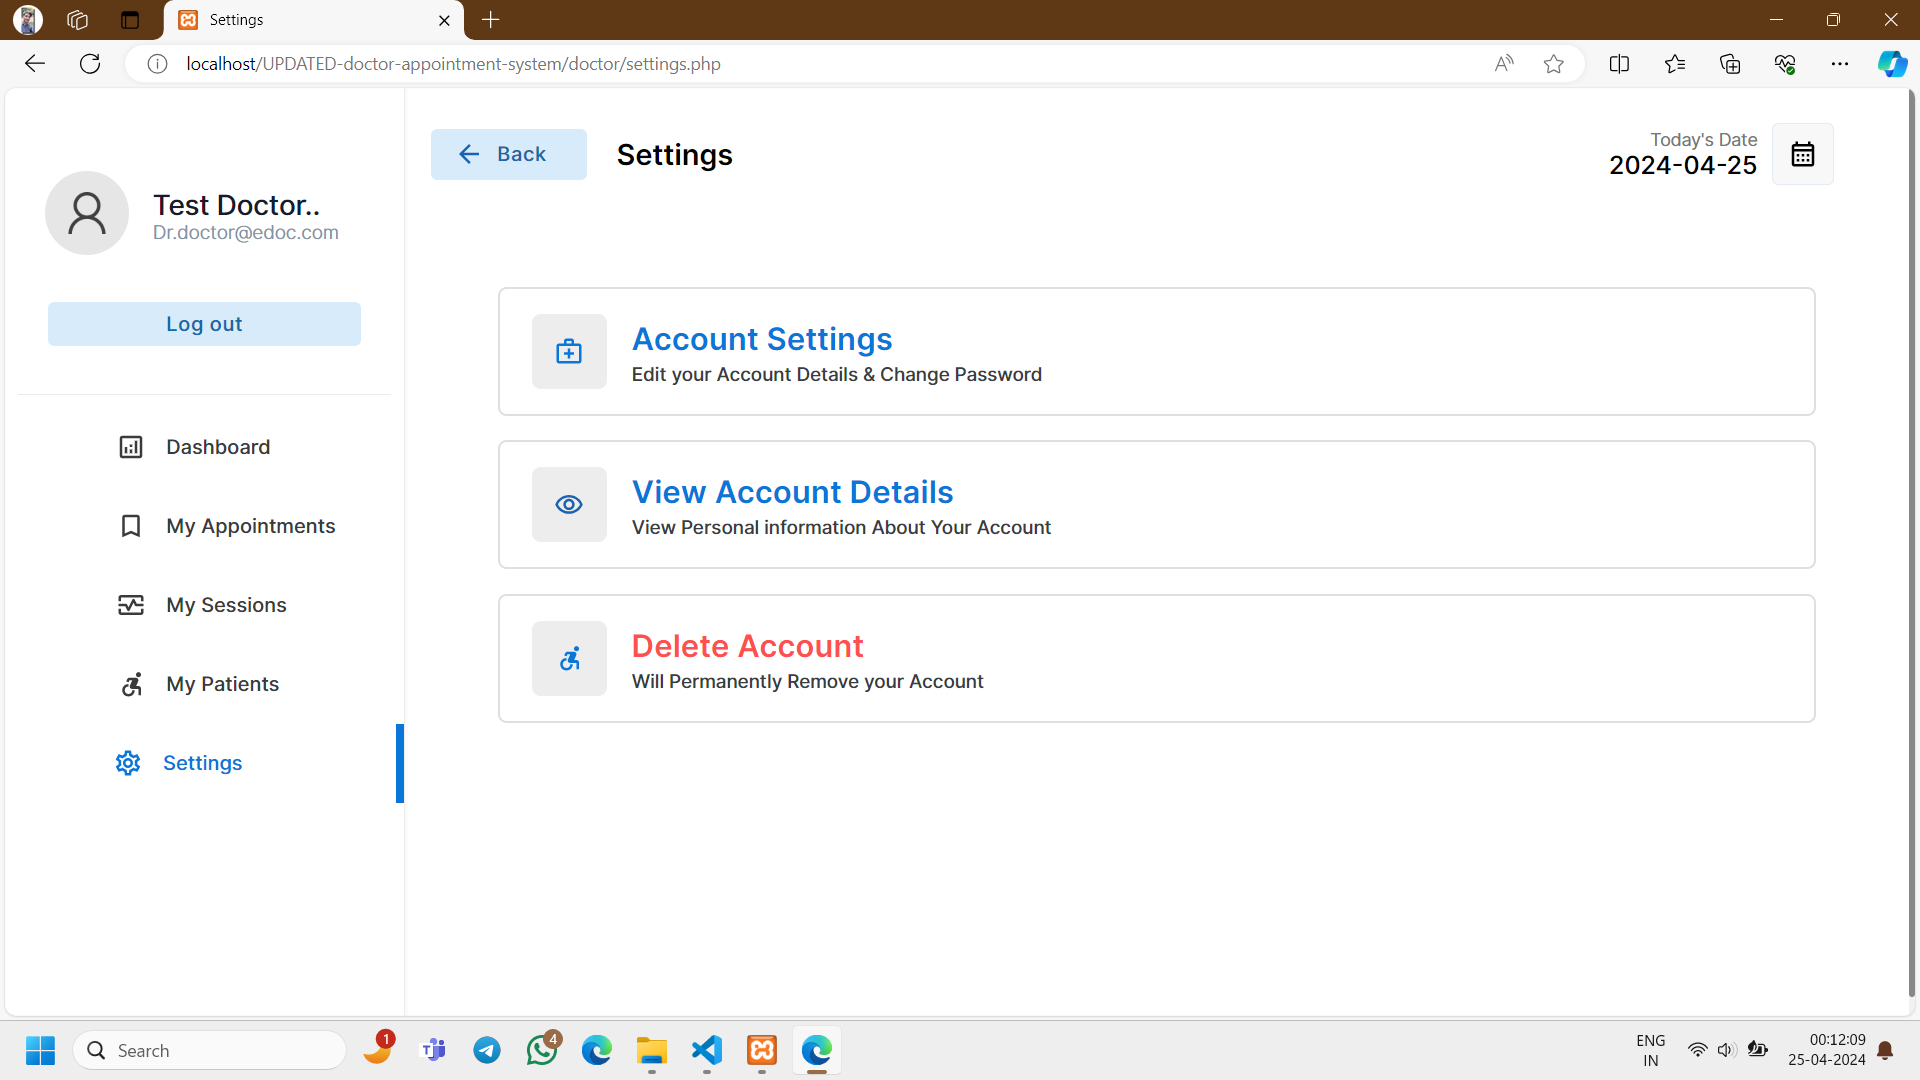 Settings
localhost/UPDATED-doctor-appointment-system/doctor/settings.php
Test Doctor..
Dr.doctor@edoc.com
Log out
Dashboard
My Appointments
My Sessions
My Patients
Settings
Back
Settings
Today's Date
2024-04-25
Account Settings
Edit your Account Details & Change Password
View Account Details
View Personal information About Your Account
Delete Account
Will Permanently Remove your Account
Search
1
4
ENG
IN
00:12:09
25-04-2024